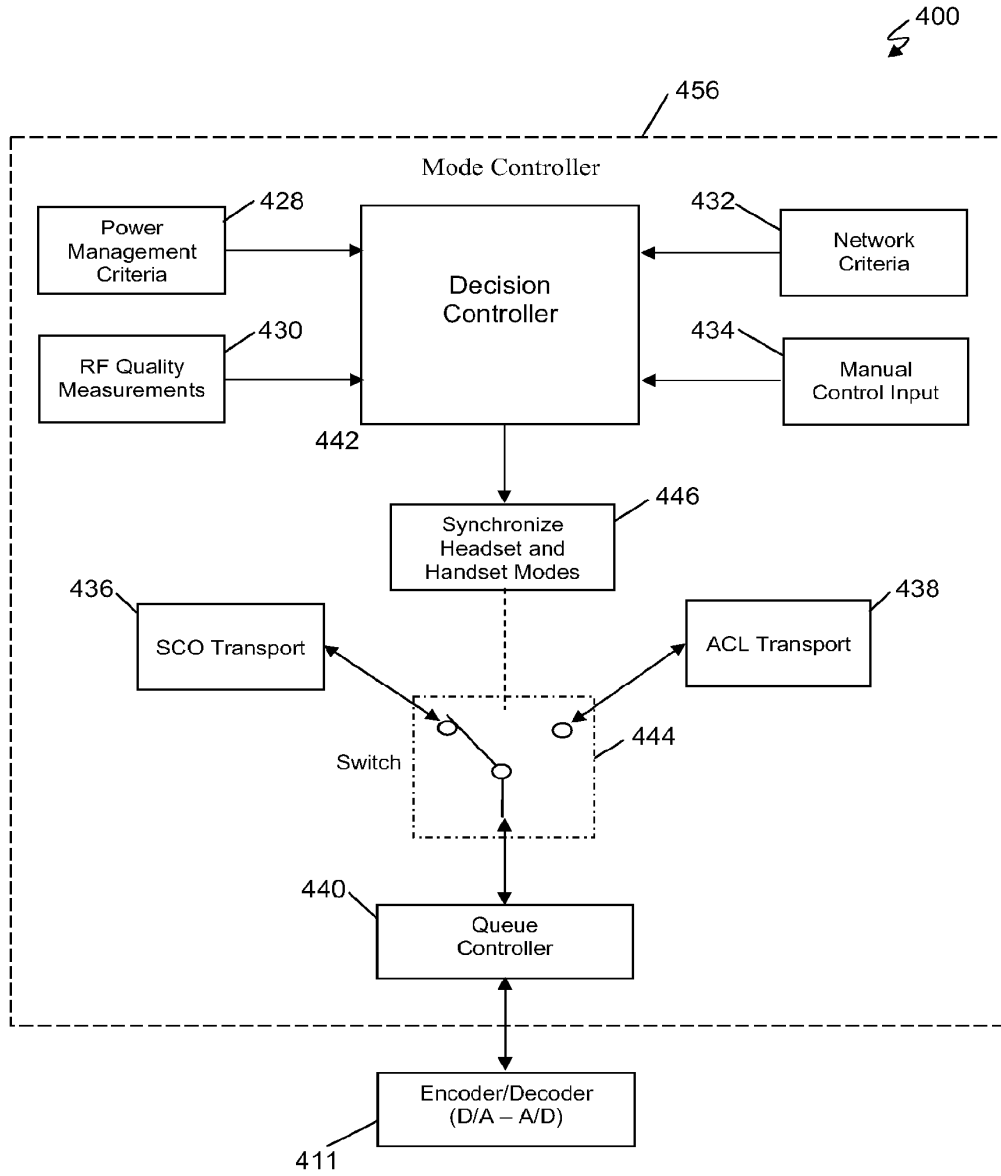 400
456
Mode Controller
428
Power
Management
Criteria
Decision
Controller
432
Network
Criteria
430
RF Quality
Measurements
434
Manual
Control Input
442
446
Synchronize
Headset and
Handset Modes
436
SCO Transport
438
ACL Transport
Switch
444
440
Queue
Controller
Encoder/Decoder
(D/A – A/D)
411